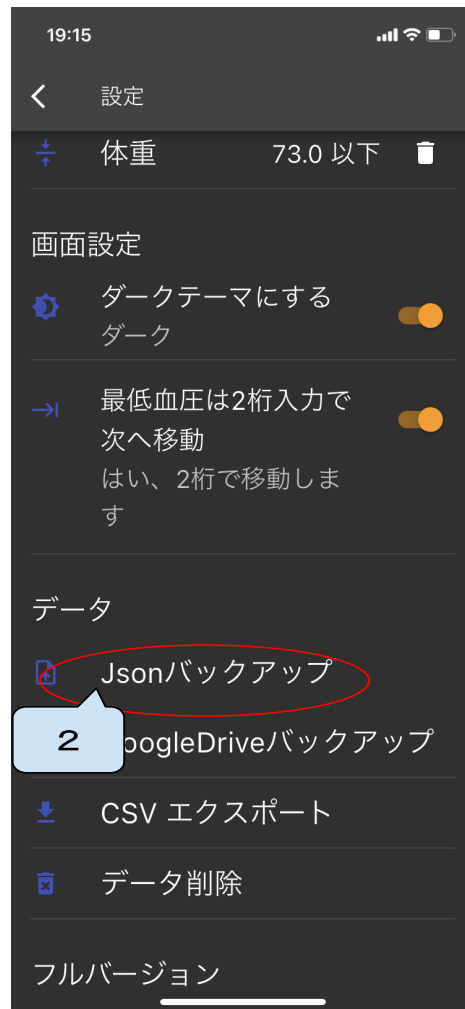 19:15
設定
体重 73.0 以下
画面設定
ダークテーマにする
ダーク
最低血圧は2桁入力で
次へ移動
はい、2桁で移動しま
す
データ
Jsonバックアップ
2
oogleDriveバックアップ
CSV エクスポート
データ削除
フルバージョン